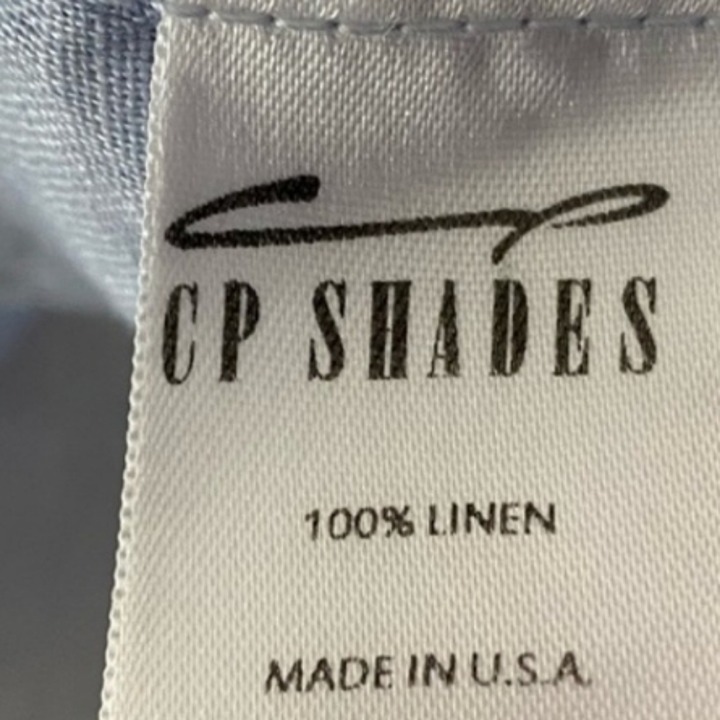 CP
CP SHADES
100% LINEN
MADE IN U.S.A.